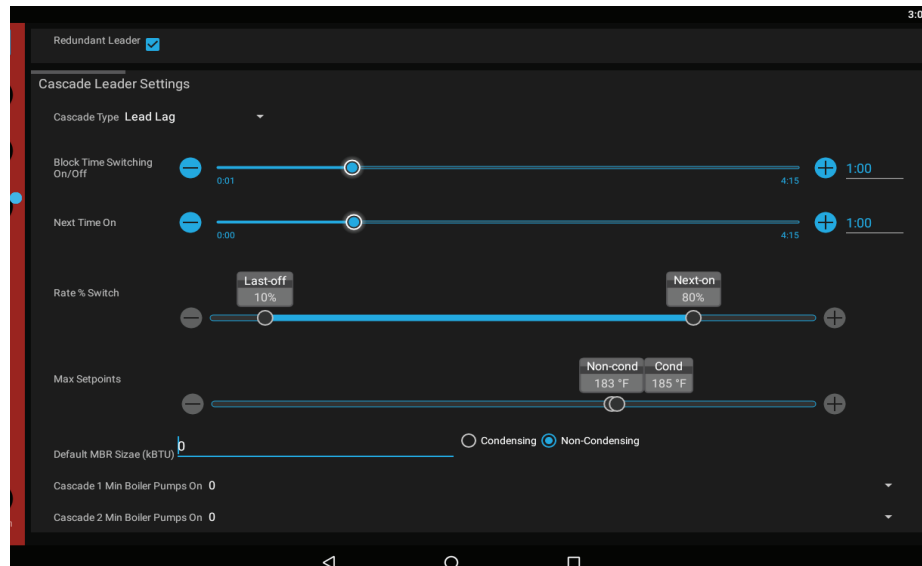 3:0
Redundant Leader
Cascade Leader Settings
Cascade Type Lead Lag
Block Time Switching
On/Off
0:01
4:15
1:00
Next Time On
0:00
4:15
1:00
Rate % Switch
Last-off
10%
Next-on
80%
Max Setpoints
Non-cond
183 °F
Cond
185 °F
Default MBR Sizae (kBTU) 0
Condensing
Non-Condensing
Cascade 1 Min Boiler Pumps On 0
Cascade 2 Min Boiler Pumps On 0